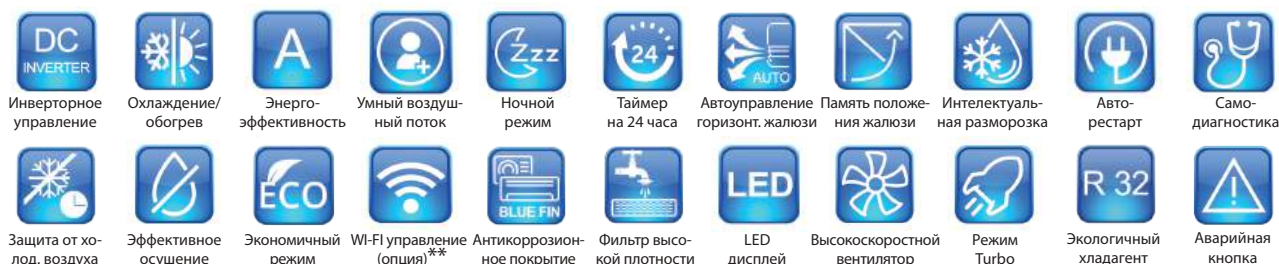 DC
INVERTER
A
Zzz
24
AUTO
Инверторное
управление
Охлаждение/
обогрев
Энерго-
эффективность
Умный воздуш-
ный поток
Ночной
режим
Таймер
на 24 часа
Автоуправление
горизонт. жалюзи
Память положе-
ния жалюзи
Интелектуаль-
ная разморозка
Авто-
рестарт
Само-
диагностика
ECO
BLUE FIN
LED
R 32
Защита от хо-
лод. воздуха
Эффективное
осушение
Экономичный
режим
WI-FI управление
(опция)**
Антикоррозион-
ное покрытие
Фильтр высо-
кой плотности
LED
дисплей
Высокоскоростной
вентилятор
Режим
Turbo
Экологичный
хладагент
Аварийная
кнопка